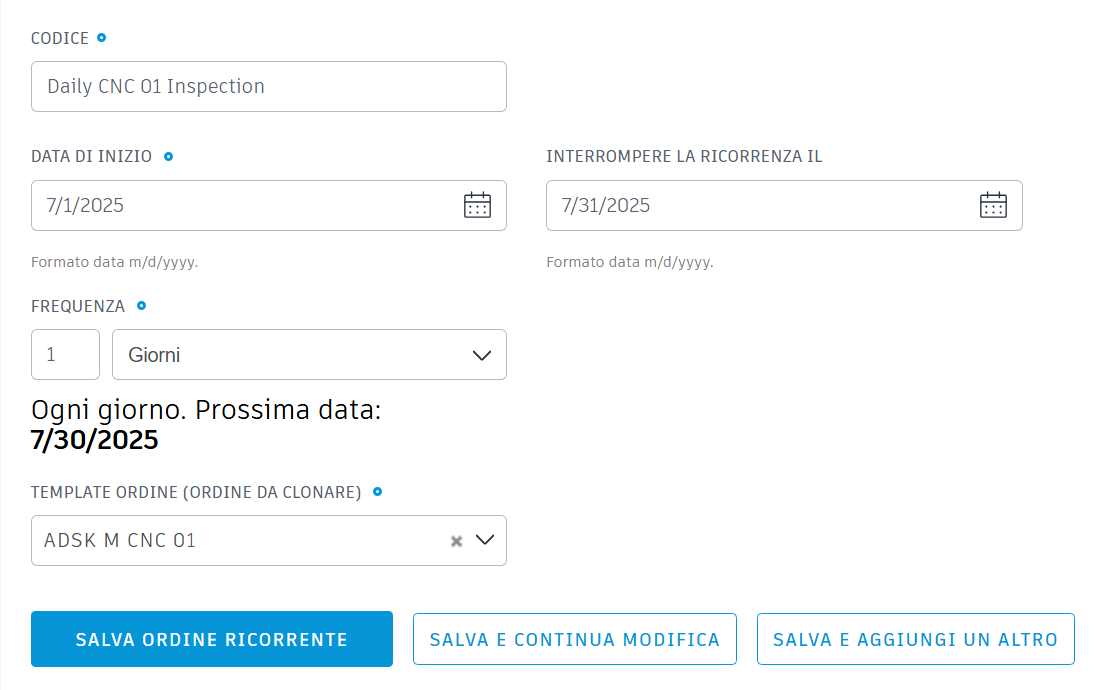 CODICE
Daily CNC 01 Inspection
DATA DI INIZIO
INTERROMPERE LA RICORRENZA IL
7/1/2025
7/31/2025
Formato data m/d/yyyy.
Formato data m/d/yyyy.
FREQUENZA
1
Giorni
Ogni giorno. Prossima data:
7/30/2025
TEMPLATE ORDINE (ORDINE DA CLONARE)
ADSK M CNC 01
SALVA ORDINE RICORRENTE
SALVA E CONTINUA MODIFICA
SALVA E AGGIUNGI UN ALTRO